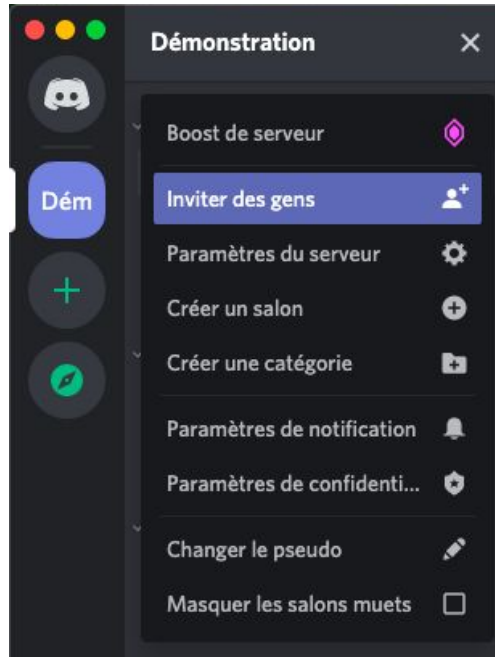 Démonstration
Dém
Boost de serveur
Inviter des gens
Paramètres du serveur
Créer un salon
Créer une catégorie
Paramètres de notification
Paramètres de confidenti...
Changer le pseudo
Masquer les salons muets